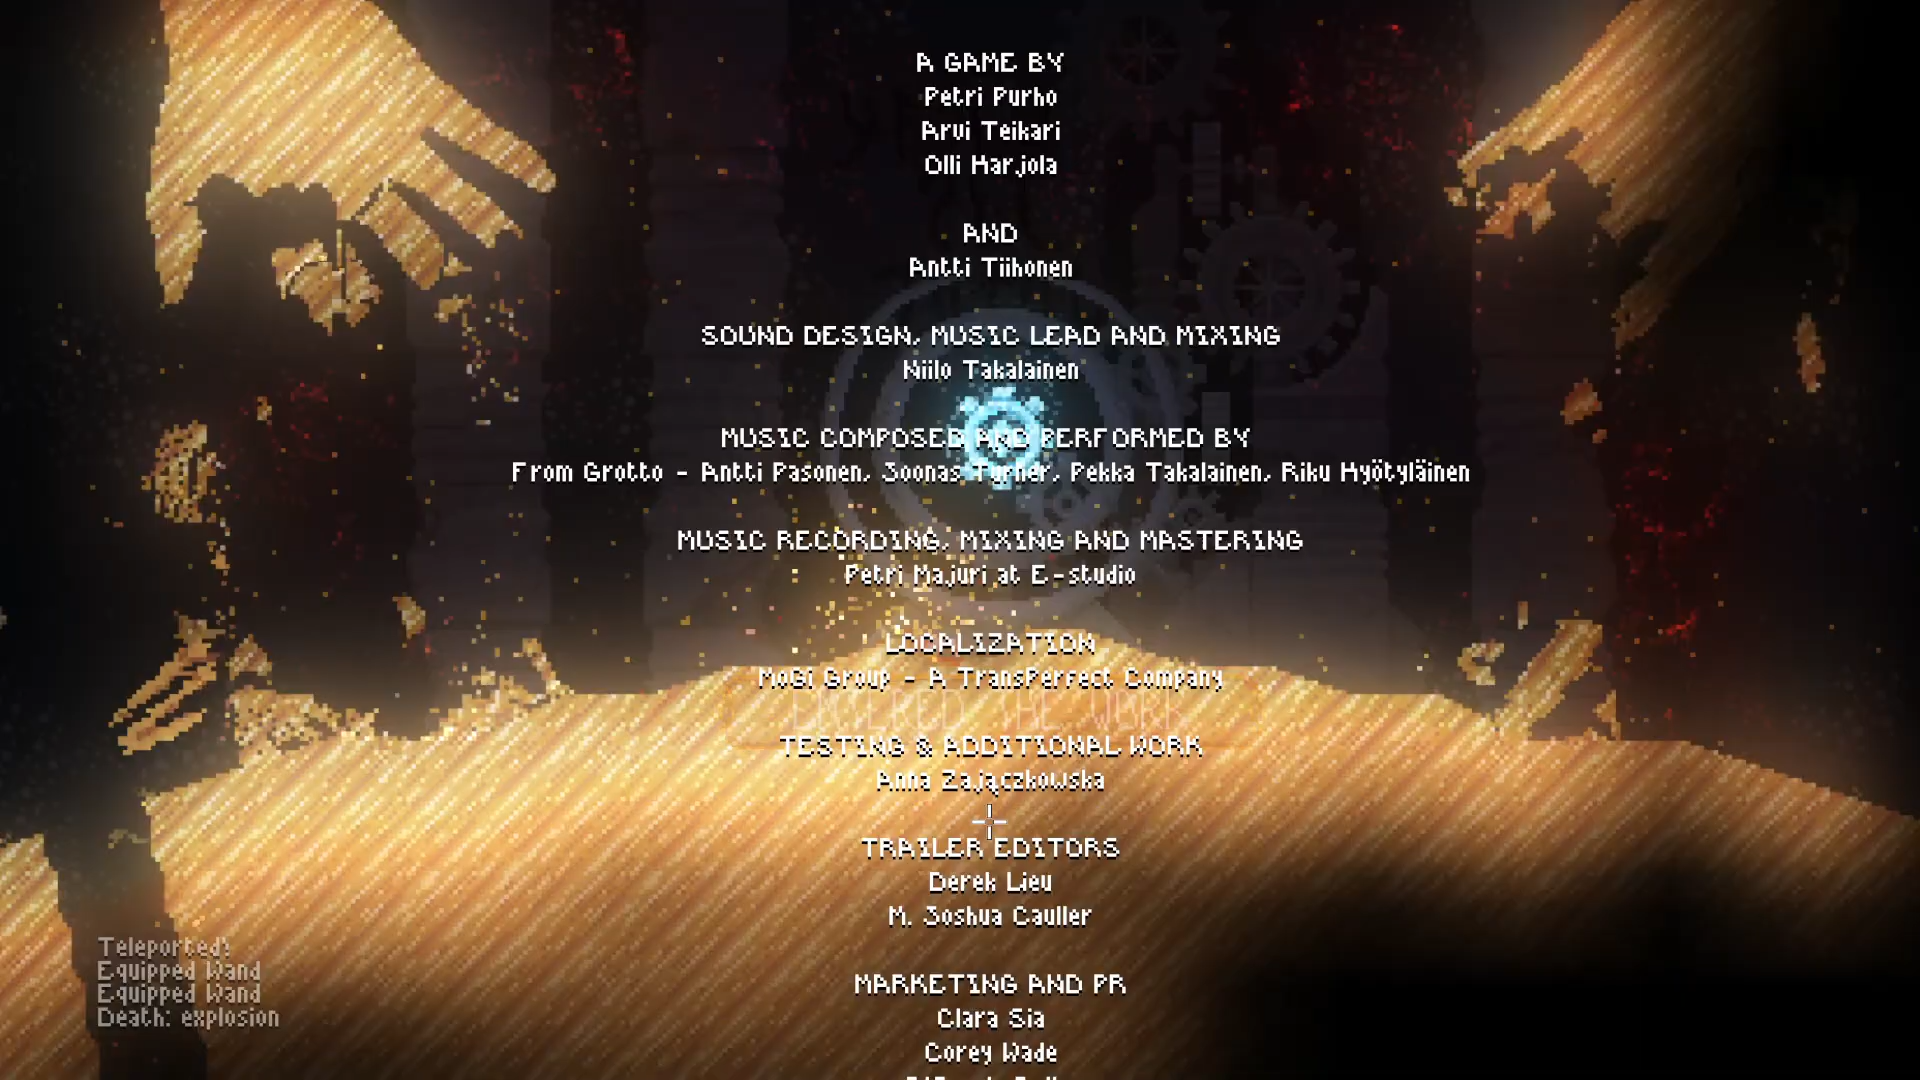 A GAME BY
Petri Purho
Arvi Teikari
Olli Harjola
AND
Antti Tiihonen
SOUND DESIGN, MUSIC LEAD AND MIXING
Niilo Takalainen
MUSIC COMPOSED AND PERFORMED BY
From Grotto - Antti Pasonen, Joonas Turner, Pekka Takalainen, Riku Hyötyläinen
MUSIC RECORDING, MIXING AND MASTERING
Petri Majuri at E-studio
LOCALIZATION
MoGi Group - A TransPerfect Company
ENTERED THE WORK
TESTING & ADDITIONAL WORK
Anna Zajączkowska
TRAILER EDITORS
Derek Lieu
M. Joshua Cauller
MARKETING AND PR
Clara Sia
Corey Wade
Teleported!
Equipped Wand
Equipped Wand
Death: explosion